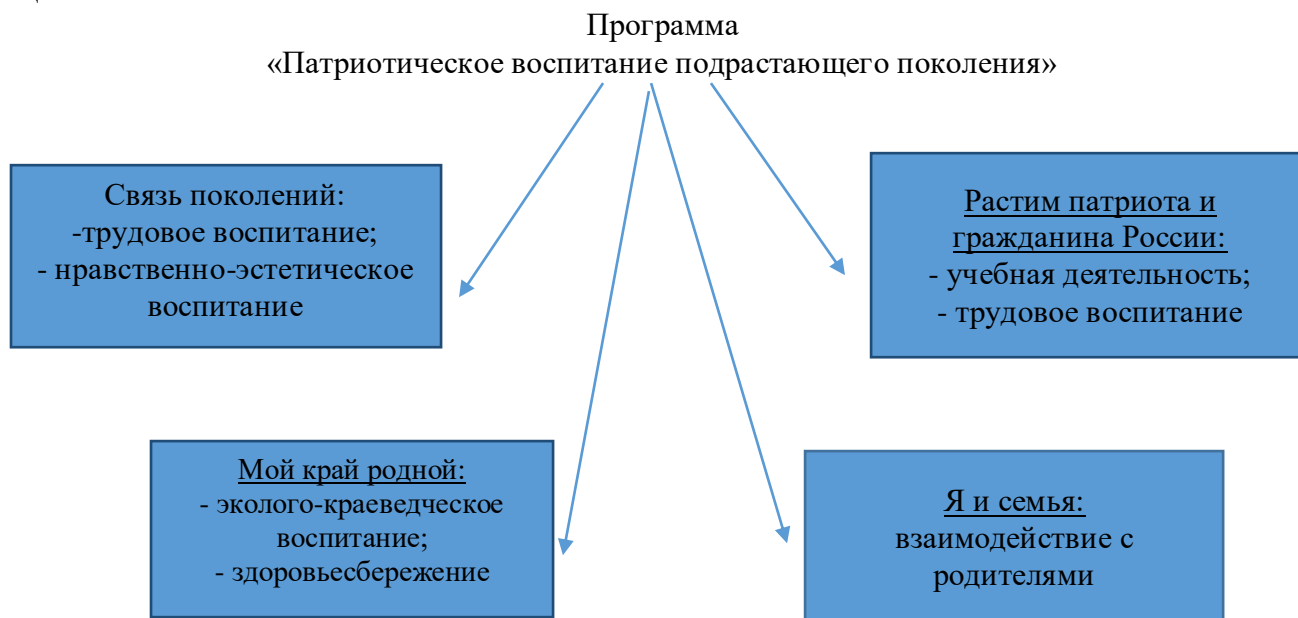 Программа
«Патриотическое воспитание подрастающего поколения»
Связь поколений:
-трудовое воспитание;
- нравственно-эстетическое
воспитание
Растим патриота и
гражданина России:
- учебная деятельность;
- трудовое воспитание
Мой край родной:
- эколого-краеведческое
воспитание;
- здоровьесбережение
Я и семья:
взаимодействие с
родителями